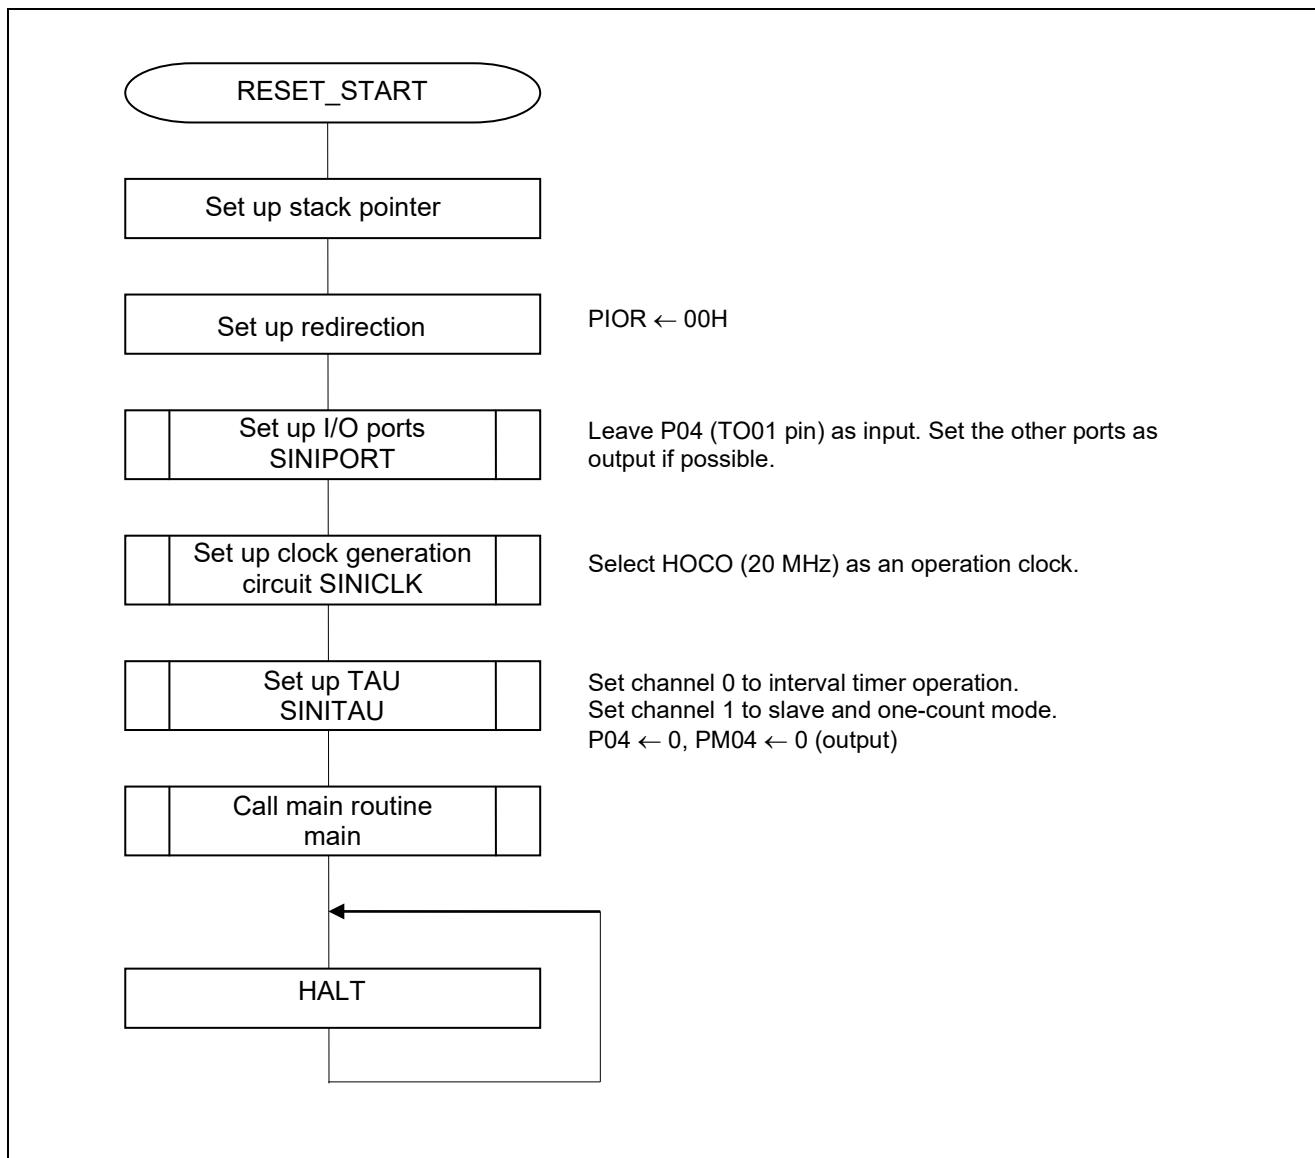 RESET_START
Set up stack pointer
Set up redirection
PIOR ← 00H
Set up I/O ports
SINIPORT
Leave P04 (TO01 pin) as input. Set the other ports as
output if possible.
Set up clock generation
circuit SINICLK
Select HOCO (20 MHz) as an operation clock.
Set up TAU
SINITAU
Set channel 0 to interval timer operation.
Set channel 1 to slave and one-count mode.
P04 ← 0, PM04 ← 0 (output)
Call main routine
main
HALT